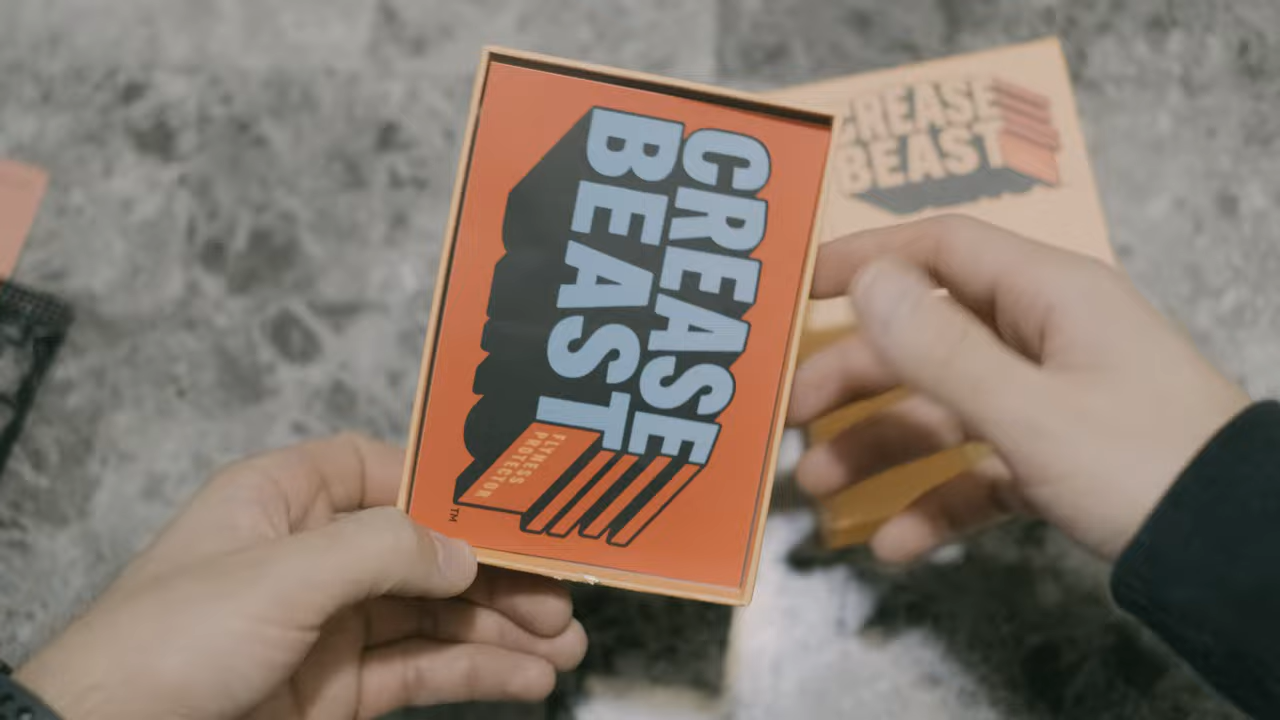 CREASE
BEAST
FLYNESS
PROTECTOR
TM
CREASE
BEAST